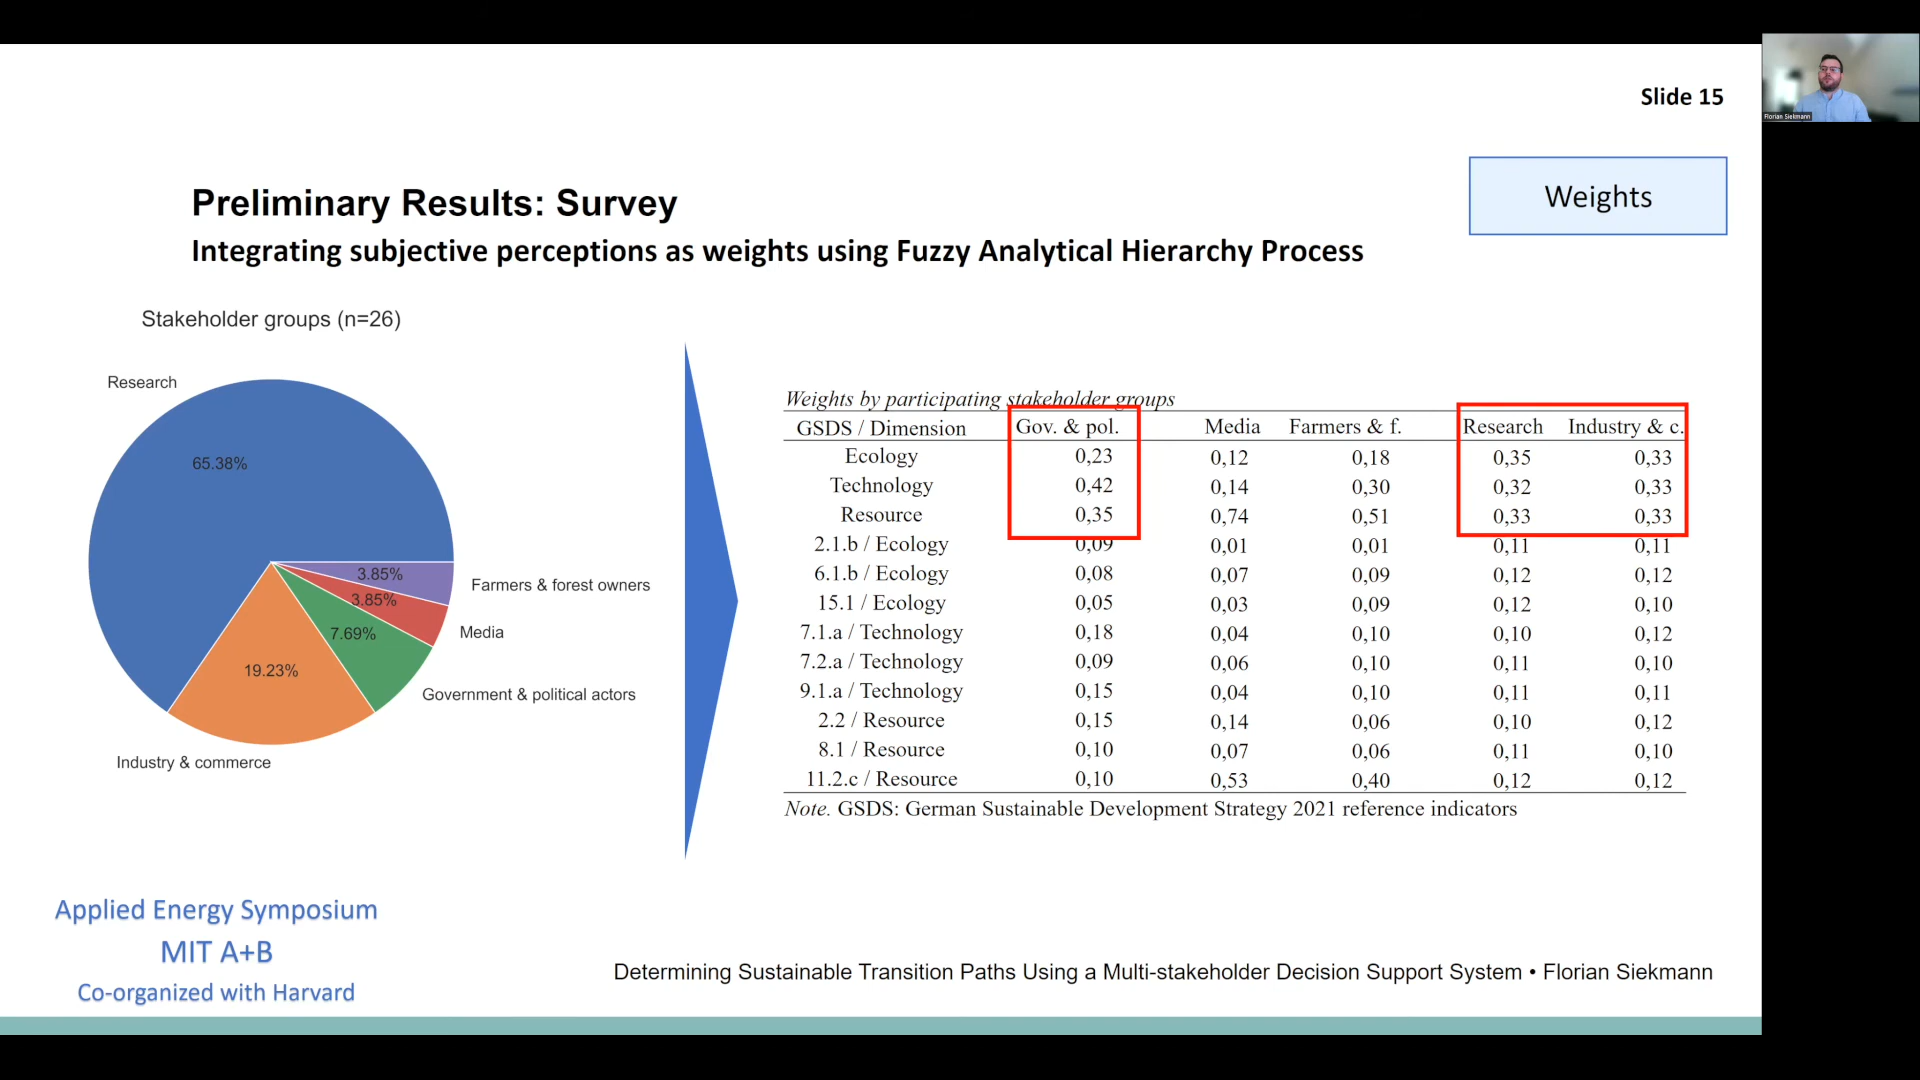 Slide 15
Florian Siekmann
Weights
Preliminary Results: Survey
Integrating subjective perceptions as weights using Fuzzy Analytical Hierarchy Process
Stakeholder groups (n=26)
Research
65.38%
3.85%
Farmers & forest owners
3.85%
Media
7.69%
19.23%
Government & political actors
Industry & commerce
Weights by participating stakeholder groups
GSDS / Dimension Gov. & pol. Media Farmers & f. Research Industry & c.
Ecology 0,23 0,12 0,18 0,35 0,33
Technology 0,42 0,14 0,30 0,32 0,33
Resource 0,35 0,74 0,51 0,33 0,33
2.1.b / Ecology 0,09 0,01 0,01 0,11 0,11
6.1.b / Ecology 0,08 0,07 0,09 0,12 0,12
15.1 / Ecology 0,05 0,03 0,09 0,12 0,10
7.1.a / Technology 0,18 0,04 0,10 0,10 0,12
7.2.a / Technology 0,09 0,06 0,10 0,11 0,10
9.1.a / Technology 0,15 0,04 0,10 0,11 0,11
2.2 / Resource 0,15 0,14 0,06 0,10 0,12
8.1 / Resource 0,10 0,07 0,06 0,11 0,10
11.2.c / Resource 0,10 0,53 0,40 0,12 0,12
Note. GSDS: German Sustainable Development Strategy 2021 reference indicators
Applied Energy Symposium
MIT A+B
Co-organized with Harvard
Determining Sustainable Transition Paths Using a Multi-stakeholder Decision Support System • Florian Siekmann